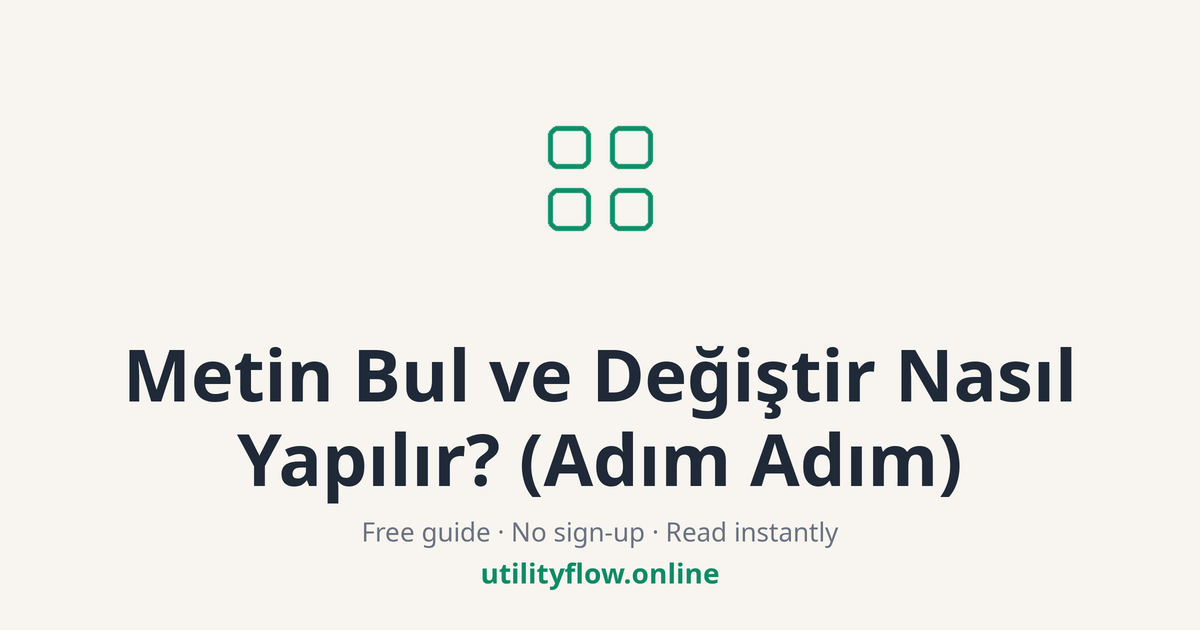 Metin Bul ve Değiştir Nasıl
Yapılır? (Adım Adım)
Free guide · No sign-up · Read instantly
utilityflow.online